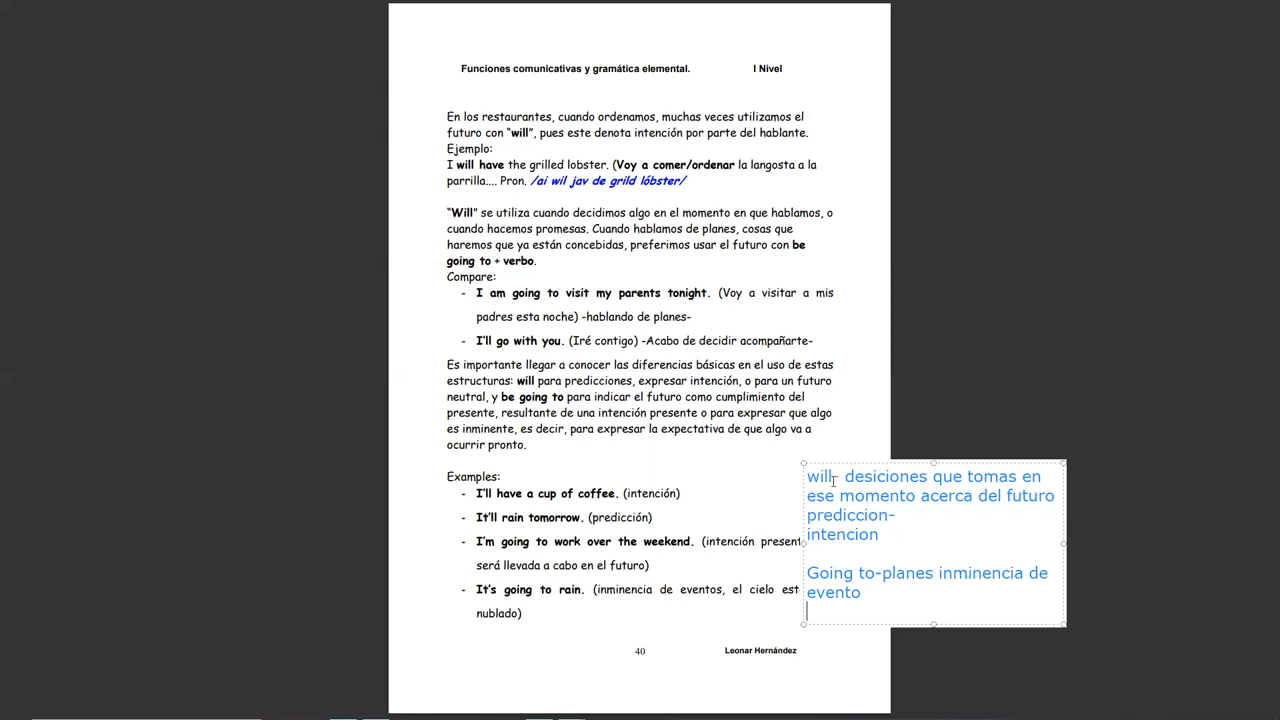 Funciones comunicativas y gramática elemental. I Nivel
En los restaurantes, cuando ordenamos, muchas veces utilizamos el
futuro con “will”, pues este denota intención por parte del hablante.
Ejemplo:
I will have the grilled lobster. (Voy a comer/ordenar la langosta a la
parrilla.... Pron. /ai wil jav de grild lóbster/
“Will” se utiliza cuando decidimos algo en el momento en que hablamos, o
cuando hacemos promesas. Cuando hablamos de planes, cosas que
haremos que ya están concebidas, preferimos usar el futuro con be
going to + verbo.
Compare:
- I am going to visit my parents tonight. (Voy a visitar a mis
padres esta noche) -hablando de planes-
- I’ll go with you. (Iré contigo) -Acabo de decidir acompañarte-
Es importante llegar a conocer las diferencias básicas en el uso de estas
estructuras: will para predicciones, expresar intención, o para un futuro
neutral, y be going to para indicar el futuro como cumplimiento del
presente, resultante de una intención presente o para expresar que algo
es inminente, es decir, para expresar la expectativa de que algo va a
ocurrir pronto.
Examples:
- I’ll have a cup of coffee. (intención)
- It’ll rain tomorrow. (predicción)
- I’m going to work over the weekend. (intención present
será llevada a cabo en el futuro)
- It’s going to rain. (inminencia de eventos, el cielo est
nublado)
40 Leonar Hernández
will- desiciones que tomas en
ese momento acerca del futuro
prediccion-
intencion
Going to-planes inminencia de
evento